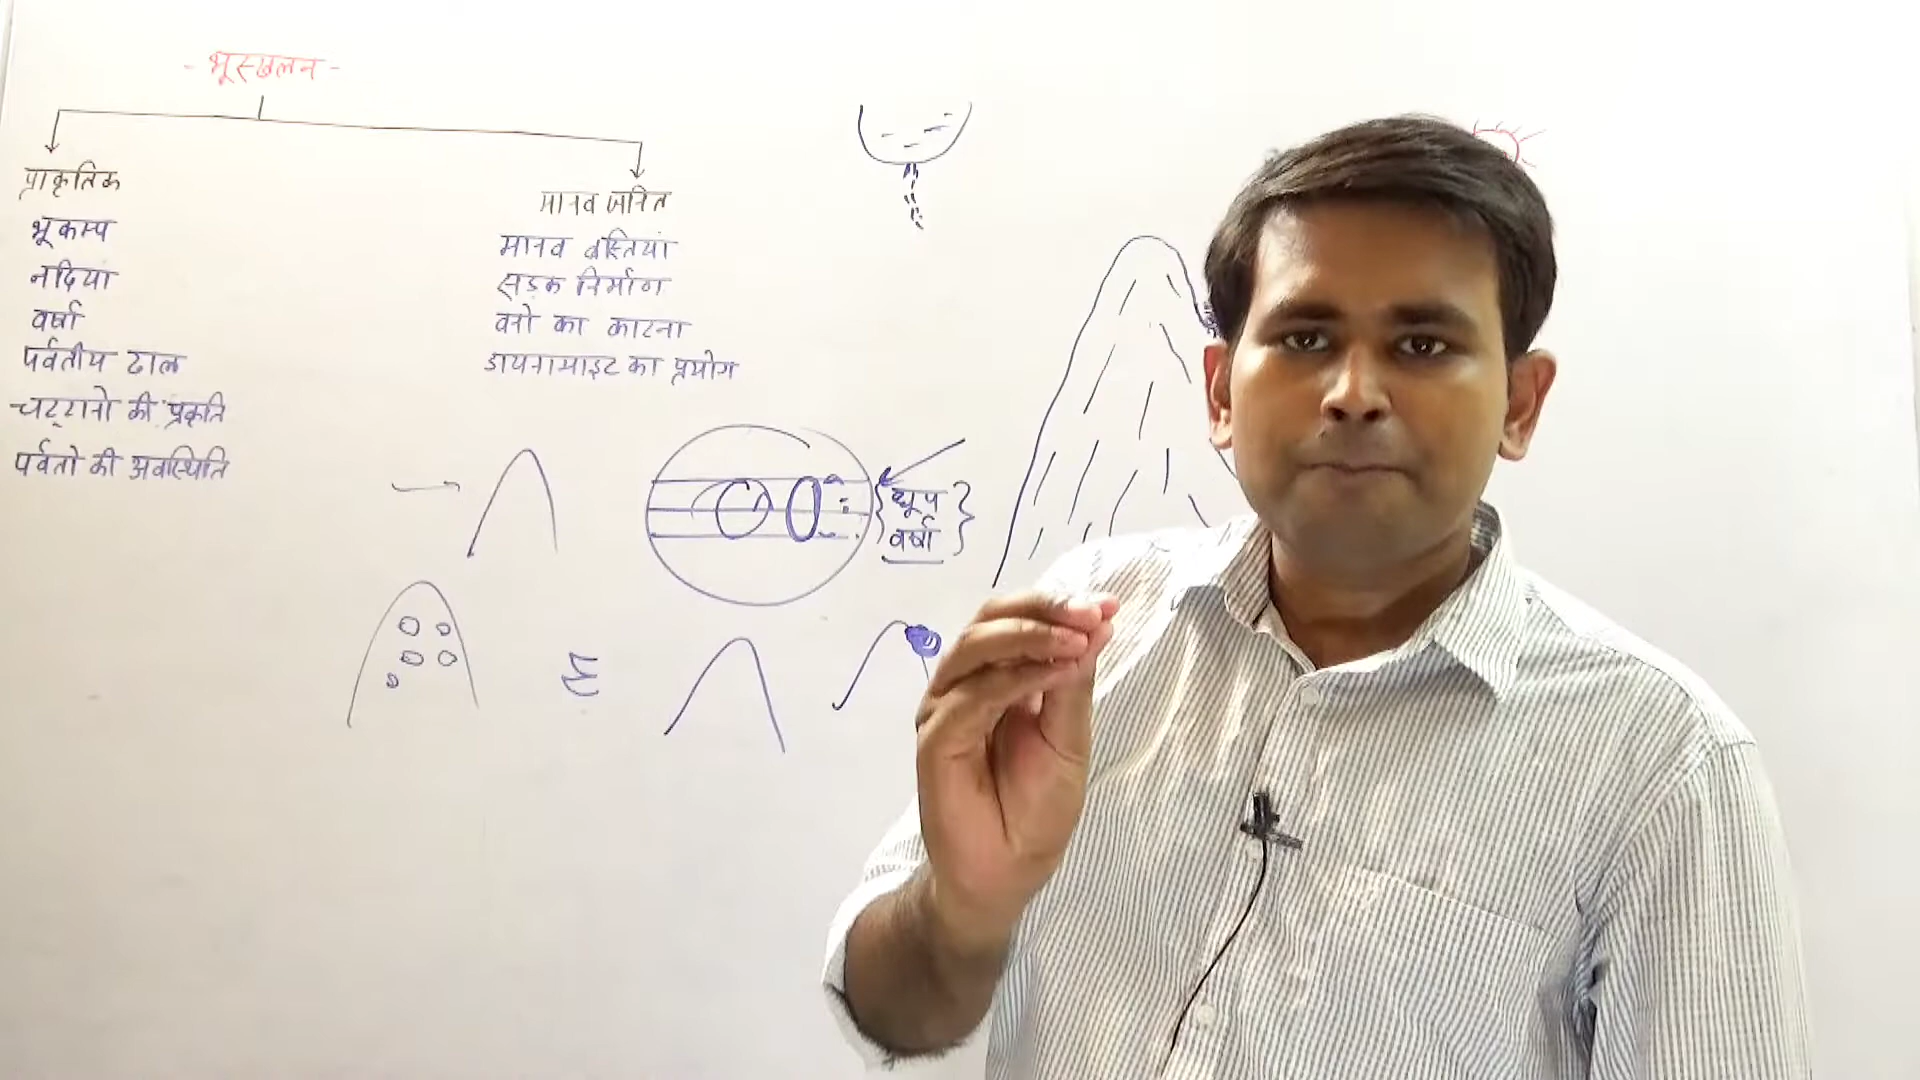 - भूस्खलन -
प्राकृतिक
भूकम्प
नदियां
वर्षा
पर्वतीय ढाल
चट्टानो की प्रकृति
पर्वतो की अवस्थिति
मानव जनित
मानव बस्तियां
सड़क निर्माण
वनो का काटना
डायनामाइट का प्रयोग
धूप
वर्षा